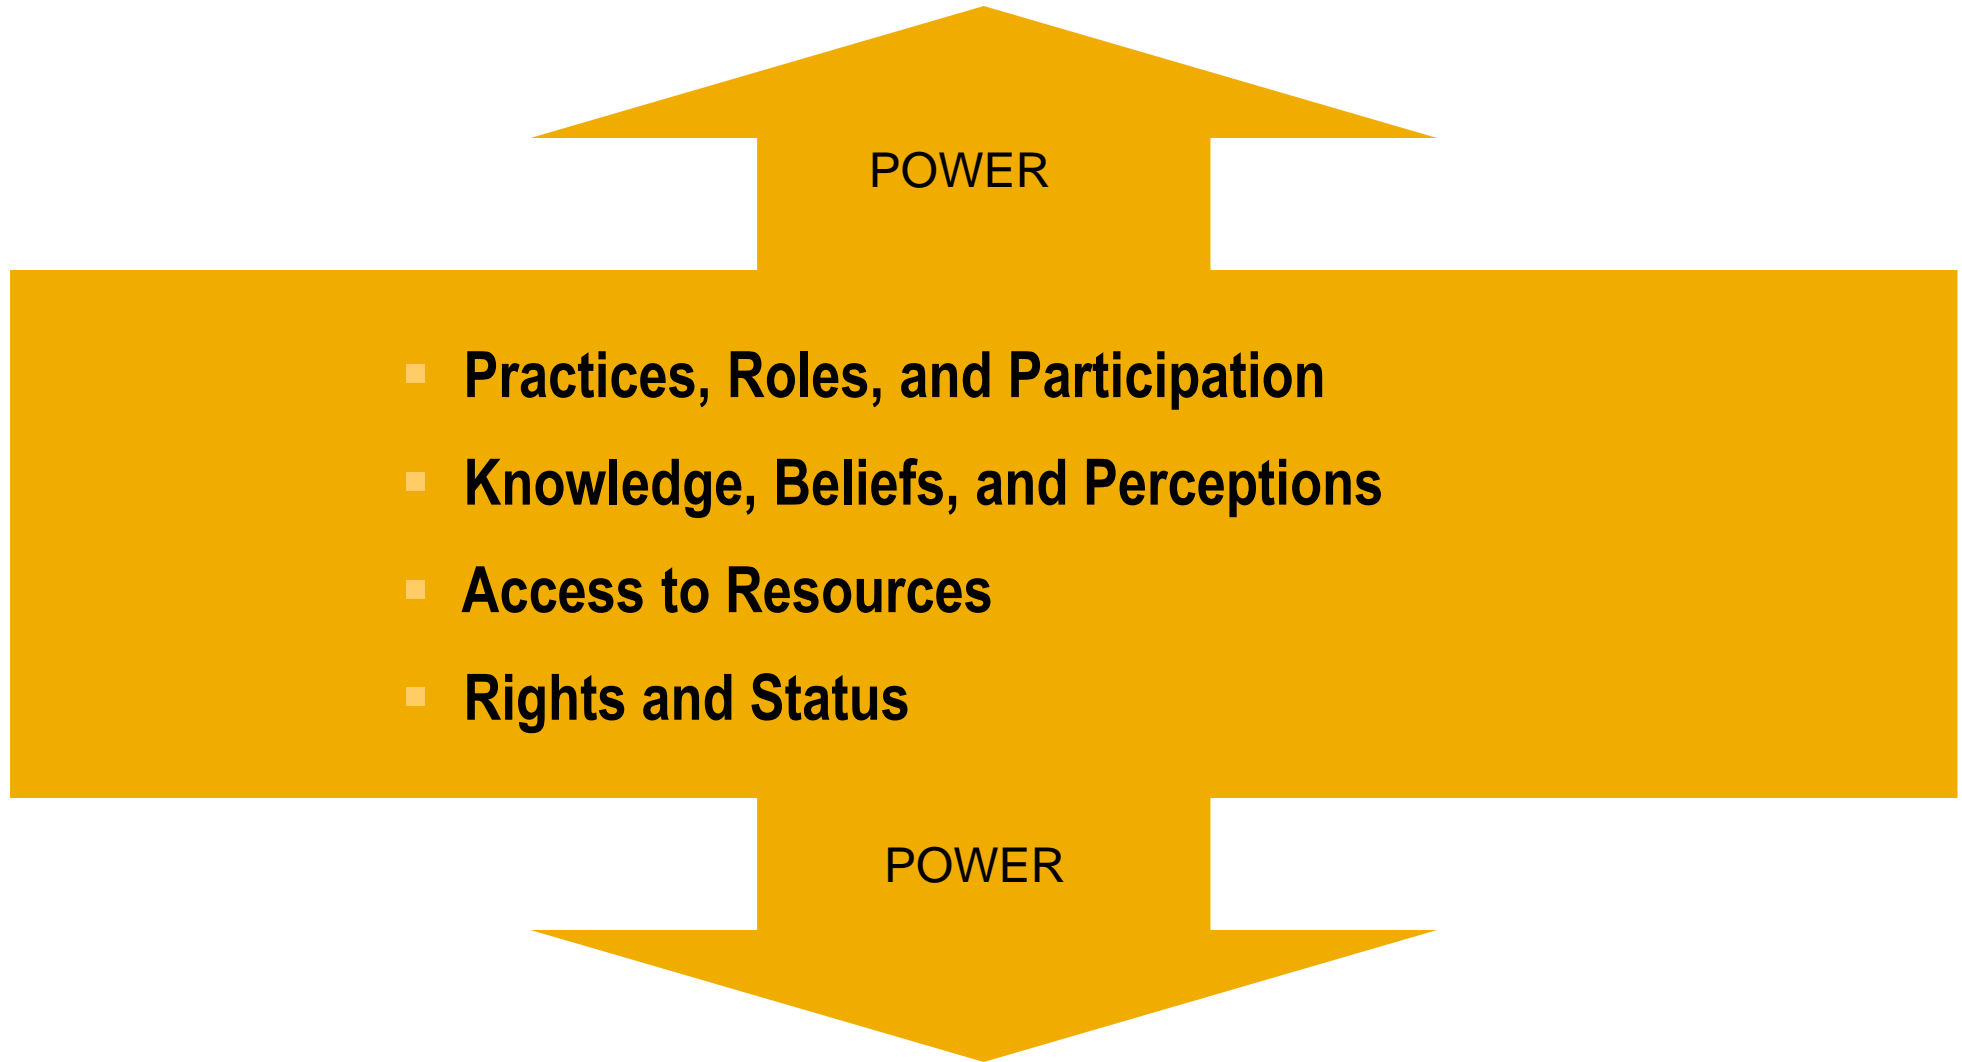 POWER
Practices, Roles, and Participation
Knowledge, Beliefs, and Perceptions
Access to Resources
Rights and Status
POWER